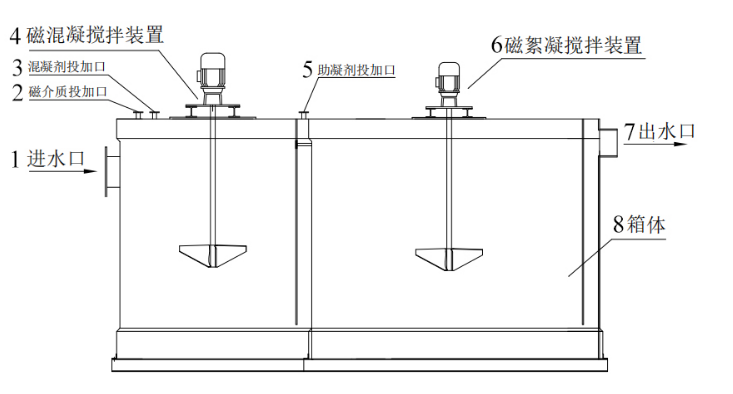 4 磁混凝搅拌装置
3 混凝剂投加口
2 磁介质投加口
5 助凝剂投加口
6磁絮凝搅拌装置
7出水口
1 进水口
8箱体